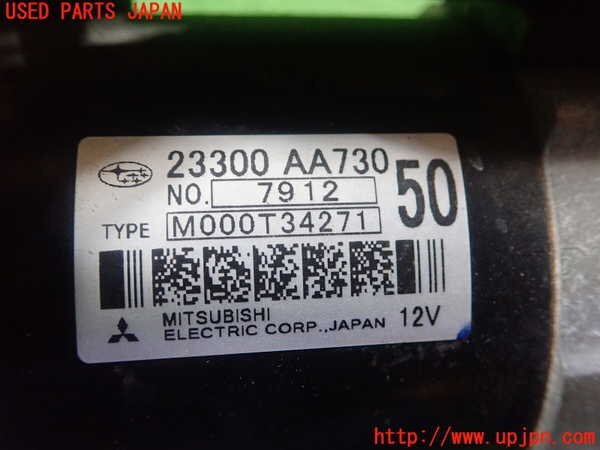 USED PARTS JAPAN
23300 AA730
50
NO. 7912
TYPE M000T34271
MITSUBISHI
ELECTRIC CORP., JAPAN 12V
http://www.upjpn.com/